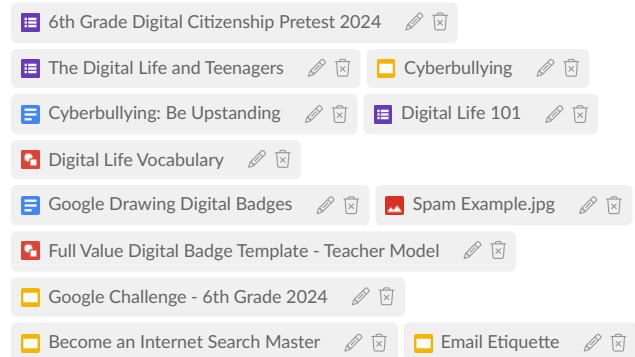 6th Grade Digital Citizenship Pretest 2024
The Digital Life and Teenagers Cyberbullying
Cyberbullying: Be Upstanding Digital Life 101
Digital Life Vocabulary
Google Drawing Digital Badges Spam Example.jpg
Full Value Digital Badge Template - Teacher Model
Google Challenge - 6th Grade 2024
Become an Internet Search Master Email Etiquette